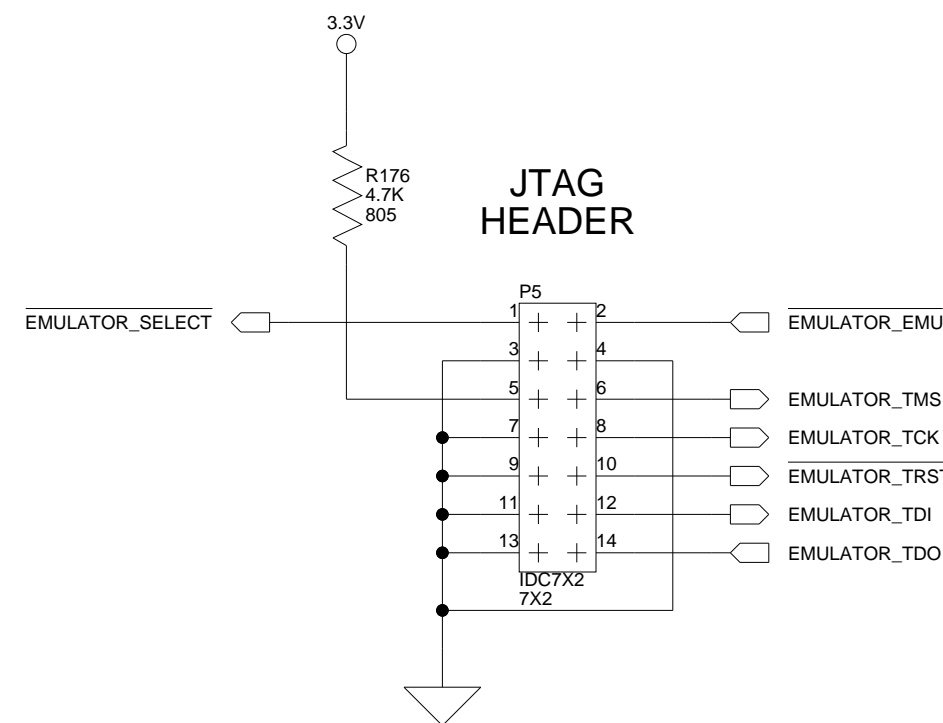 3.3V
R176
4.7K
805
JTAG
HEADER
P5
EMULATOR_SELECT
1
2
EMULATOR_EMU
3
4
5
6
EMULATOR_TMS
7
8
EMULATOR_TCK
9
10
EMULATOR_TRST
11
12
EMULATOR_TDI
13
14
EMULATOR_TDO
IDC7X2
7X2